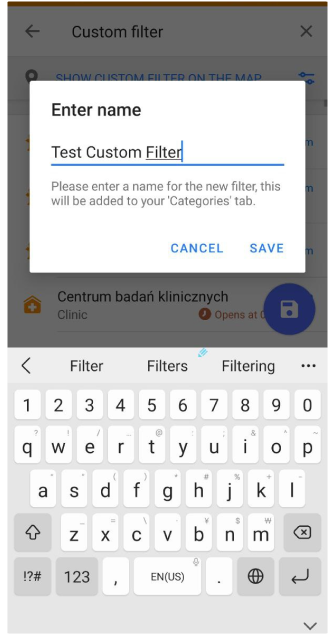 Custom filter
SHOW CUSTOM FILTER ON THE MAP
Enter name
Test Custom Filter
Please enter a name for the new filter, this
will be added to your 'Categories' tab.
CANCEL SAVE
m
m
m
Centrum badań klinicznych
Clinic
Opens at
Filter Filters Filtering
1 2 3 4 5 6 7 8 9 0
q w e r t y u i o p
a s d f g h j k l
z x c v b n m
!?# 123 , EN(US) .